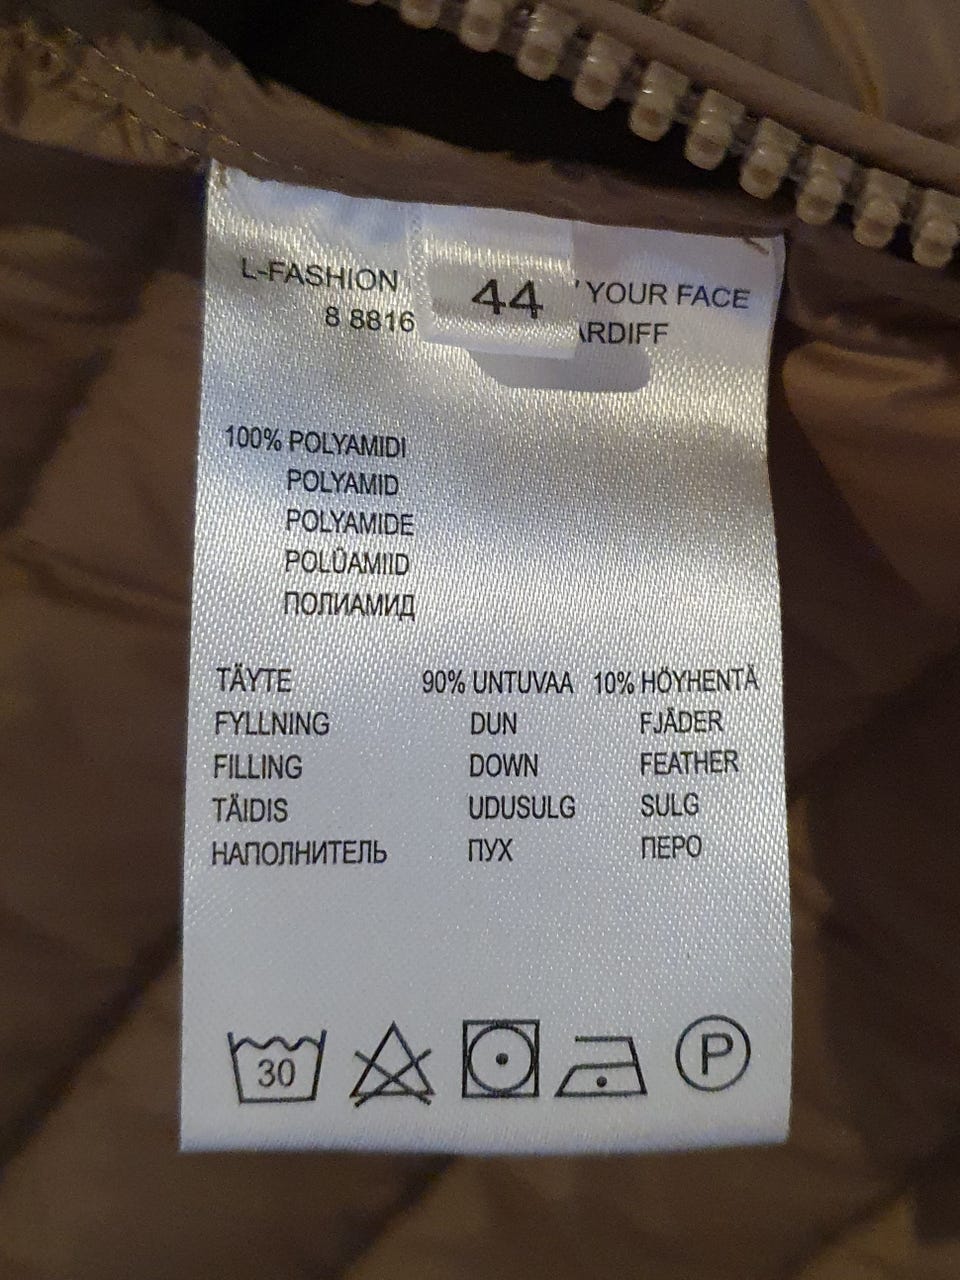 L-FASHION 44 YOUR FACE
8 8816 ARDIFF
100% POLYAMIDI
POLYAMID
POLYAMIDE
POLÜAMIID
ПОЛИАМИД
TÄYTE 90% UNTUVAA 10% HÖYHENTÄ
FYLLNING DUN FJÄDER
FILLING DOWN FEATHER
TÄIDIS UDUSULG SULG
НАПОЛНИТЕЛЬ ПУХ ПЕРО
30 P